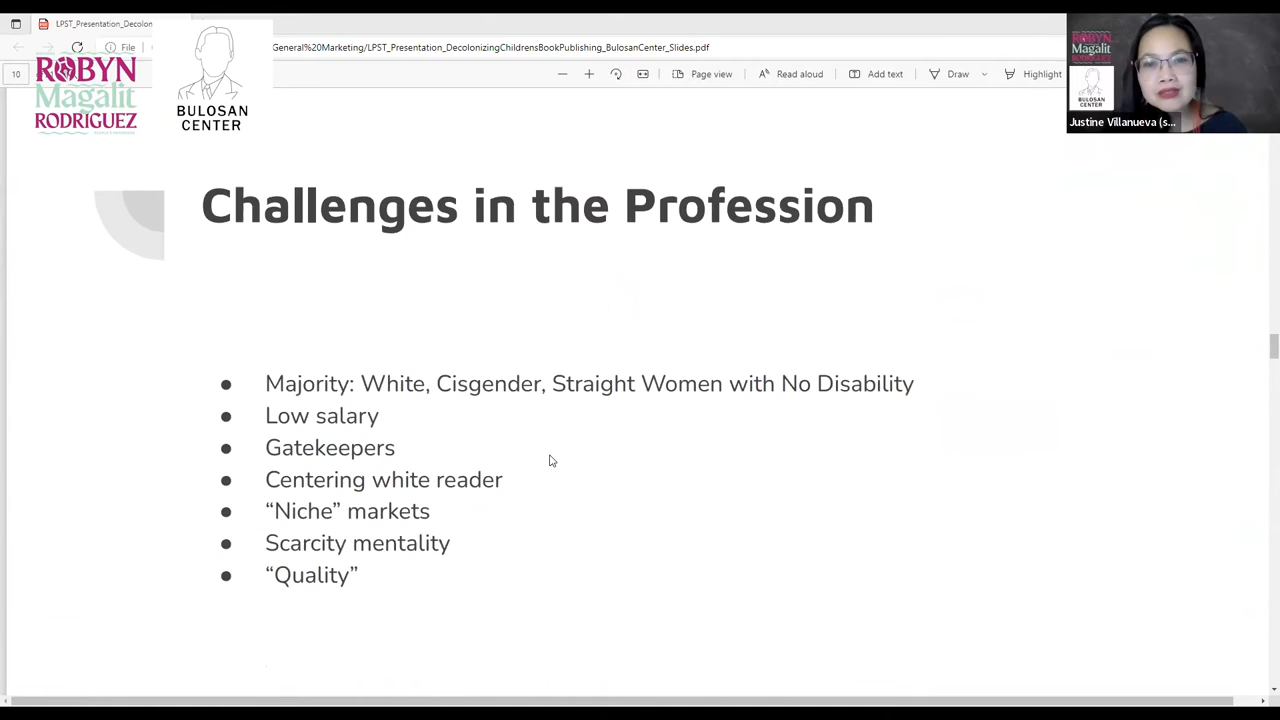 LPST_Presentation_Decolon
File
General%20Marketing/LPST_Presentation_DecolonizingChildrensBookPublishing_BulosanCenter_Slides.pdf
10
Page view
Read aloud
Add text
Draw
Highlight
ROBYN
Magalit
RODRIGUEZ
BULOSAN
CENTER
Magalit
BULOSAN
CENTER
Justine Villanueva (s...
Challenges in the Profession
● Majority: White, Cisgender, Straight Women with No Disability
● Low salary
● Gatekeepers
● Centering white reader
● “Niche” markets
● Scarcity mentality
● “Quality”